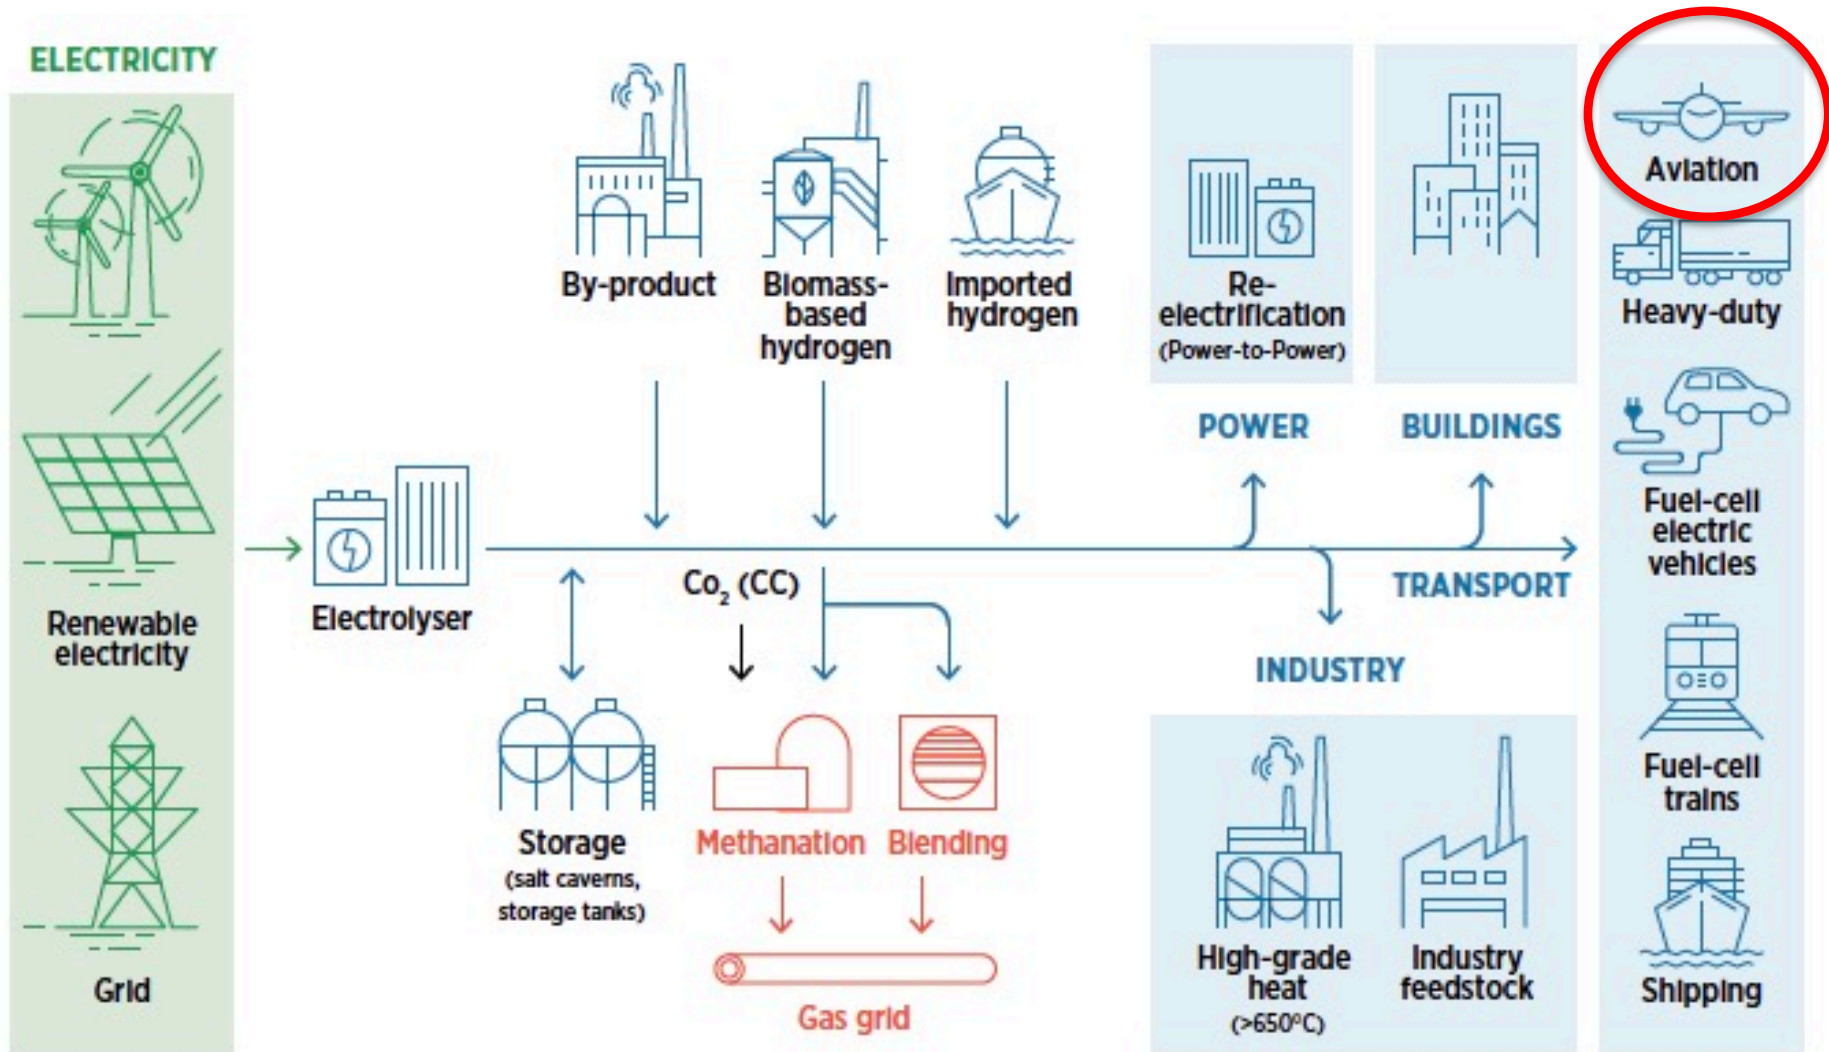 ELECTRICITY
Renewable
electricity
Grid
Electrolyser
By-product
Biomass-
based
hydrogen
Imported
hydrogen
Co₂ (CC)
Storage
(salt caverns,
storage tanks)
Methanation
Blending
Gas grid
Re-
electrification
(Power-to-Power)
POWER
BUILDINGS
TRANSPORT
INDUSTRY
High-grade
heat
(>650°C)
Industry
feedstock
Aviation
Heavy-duty
Fuel-cell
electric
vehicles
Fuel-cell
trains
Shipping